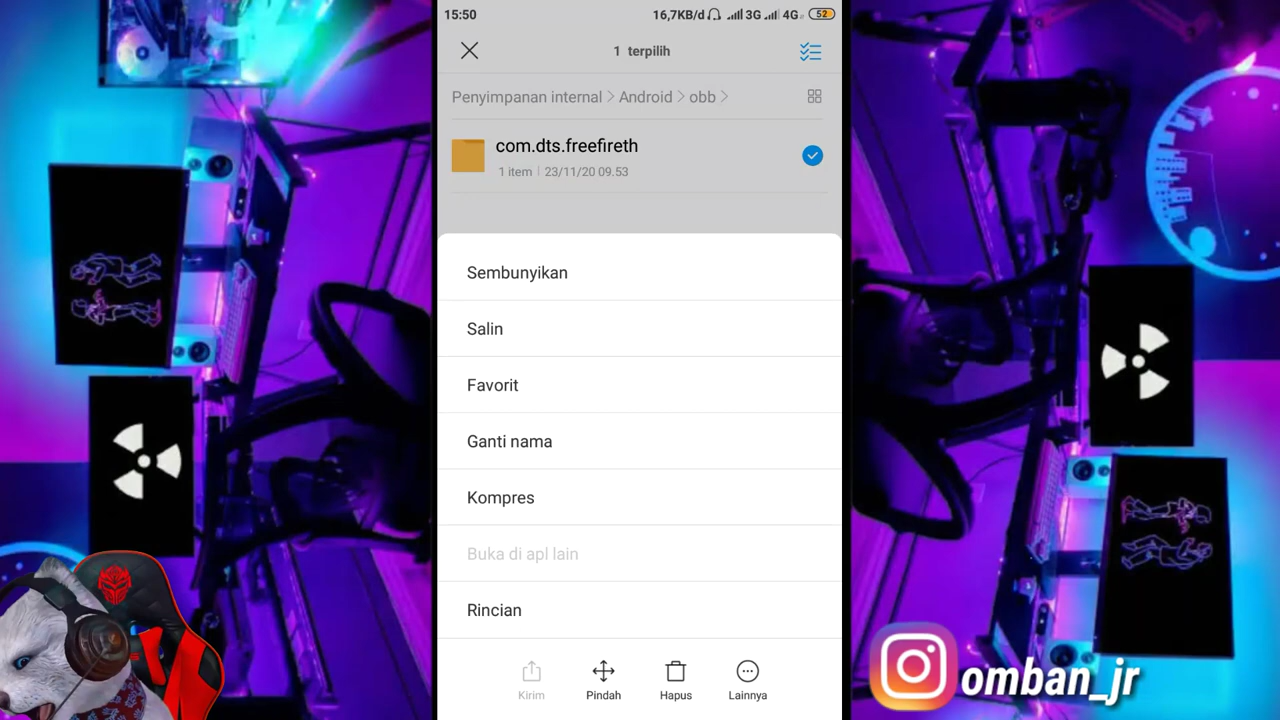 15:50
16,7KB/d 3G 4G 52
1 terpilih
Penyimpanan internal > Android > obb >
com.dts.freefireth
1 item | 23/11/20 09.53
Sembunyikan
Salin
Favorit
Ganti nama
Kompres
Buka di apl lain
Rincian
Kirim Pindah Hapus Lainnya
omban_jr